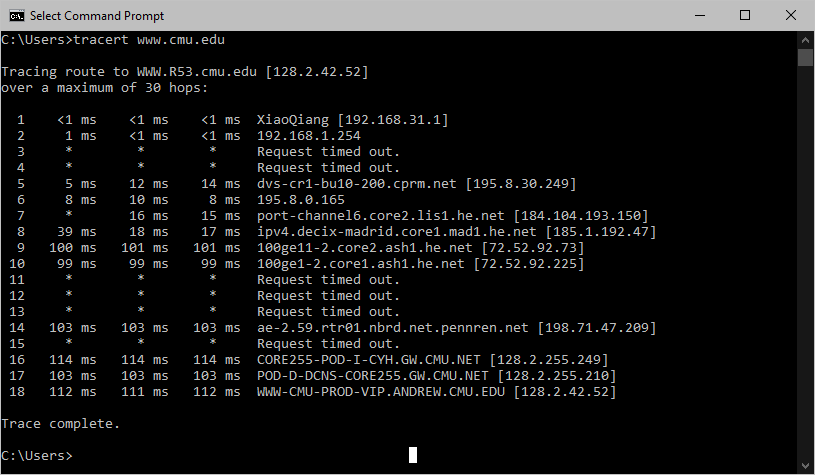 Select Command Prompt
C:\Users>tracert www.cmu.edu
Tracing route to WWW.R53.cmu.edu [128.2.42.52]
over a maximum of 30 hops:
1 <1 ms <1 ms <1 ms XiaoQiang [192.168.31.1]
2 1 ms <1 ms <1 ms 192.168.1.254
3 * * * Request timed out.
4 * * * Request timed out.
5 5 ms 12 ms 14 ms dvs-cr1-bu10-200.cprm.net [195.8.30.249]
6 8 ms 10 ms 8 ms 195.8.0.165
7 * 16 ms 15 ms port-channel6.core2.lis1.he.net [184.104.193.150]
8 39 ms 18 ms 17 ms ipv4.decix-madrid.core1.mad1.he.net [185.1.192.47]
9 100 ms 101 ms 101 ms 100ge11-2.core2.ash1.he.net [72.52.92.73]
10 99 ms 99 ms 99 ms 100ge1-2.core1.ash1.he.net [72.52.92.225]
11 * * * Request timed out.
12 * * * Request timed out.
13 * * * Request timed out.
14 103 ms 103 ms 103 ms ae-2.59.rtr01.nbrd.net.pennren.net [198.71.47.209]
15 * * * Request timed out.
16 114 ms 114 ms 114 ms CORE255-POD-I-CYH.GW.CMU.NET [128.2.255.249]
17 103 ms 103 ms 103 ms POD-D-DCNS-CORE255.GW.CMU.NET [128.2.255.210]
18 112 ms 111 ms 112 ms WWW-CMU-PROD-VIP.ANDREW.CMU.EDU [128.2.42.52]
Trace complete.
C:\Users>